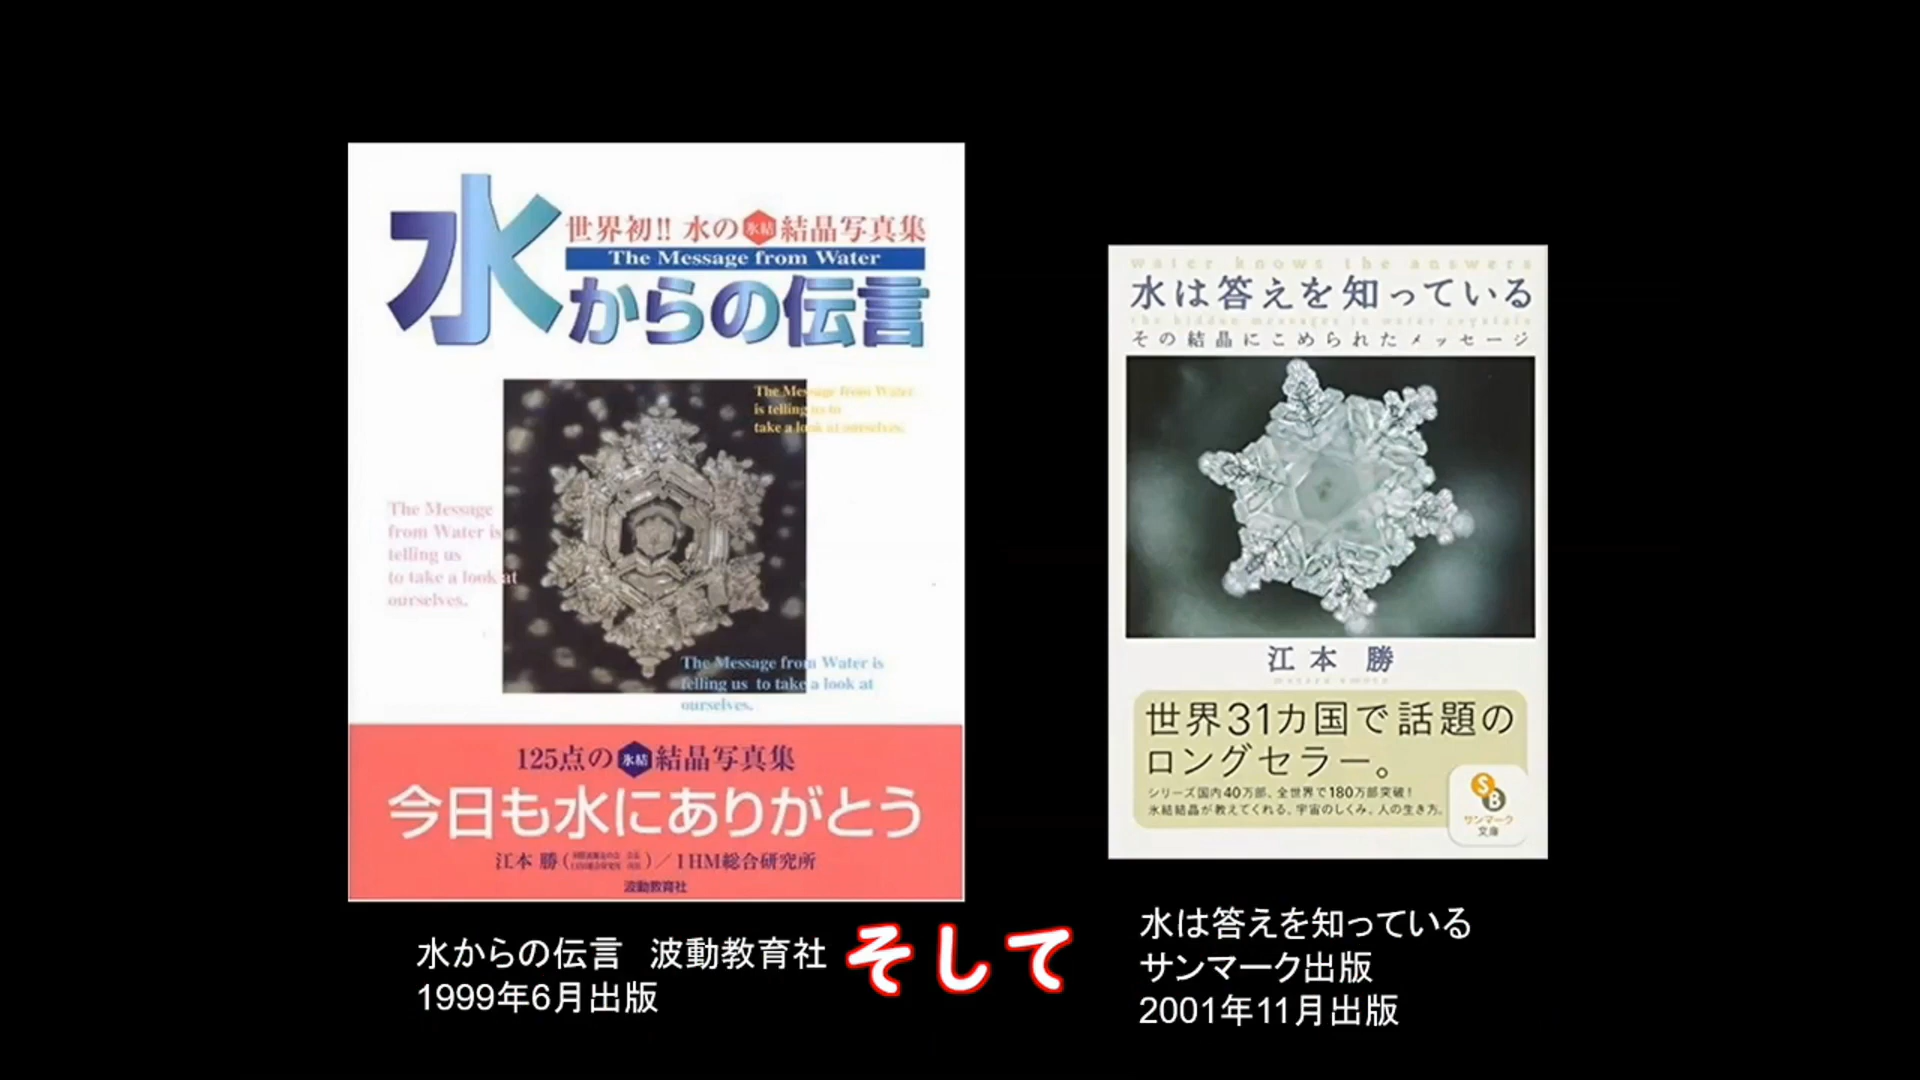 世界初!! 水の氷結結晶写真集
The Message from Water
水からの伝言
The Message from Water
is telling us to
take a look at ourselves.
The Message
from Water is
telling us
to take a look at
ourselves.
The Message from Water is
telling us to take a look at
ourselves.
125点の氷結結晶写真集
今日も水にありがとう
江本 勝( )/IHM総合研究所
波動教育社
水からの伝言 波動教育社
1999年6月出版
そして
water knows the answers
水は答えを知っている
the hidden messages in water crystals
その結晶にこめられたメッセージ
江本 勝
masaru emoto
世界31カ国で話題の
ロングセラー。
シリーズ国内40万部、全世界で180万部突破!
氷結結晶が教えてくれる、宇宙のしくみ、人の生き方。
SB
サンマーク
文庫
水は答えを知っている
サンマーク出版
2001年11月出版